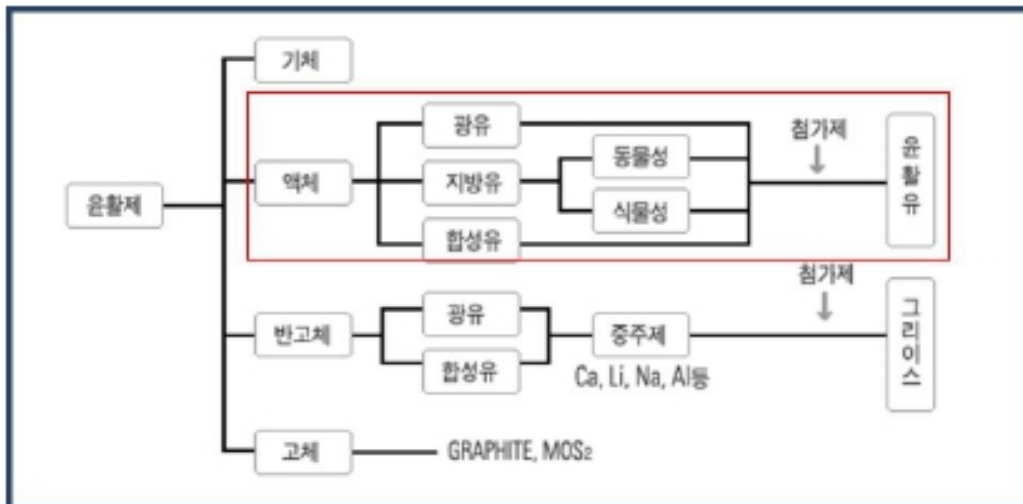 기체
광유
첨가제
동물성
윤활유
액체
지방유
윤활제
식물성
합성유
첨가제
광유
그리이스
반고체
중주제
합성유
Ca, Li, Na, Al등
고체
GRAPHITE, MOS2